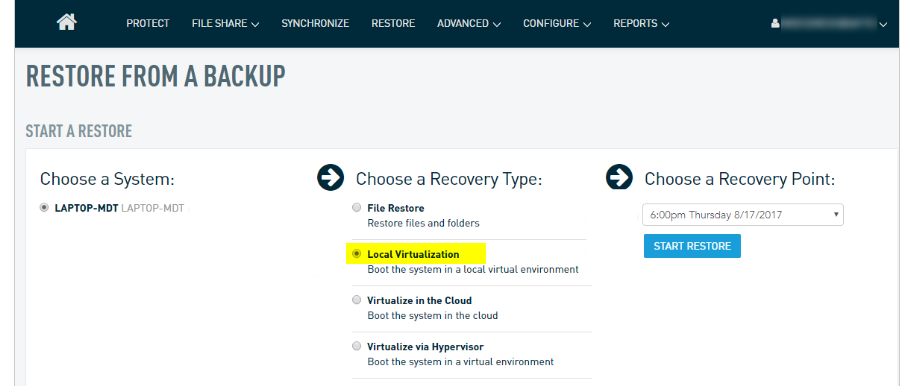 PROTECT FILE SHARE SYNCHRONIZE RESTORE ADVANCED CONFIGURE REPORTS
RESTORE FROM A BACKUP
START A RESTORE
Choose a System:
LAPTOP-MDT LAPTOP-MDT
Choose a Recovery Type:
File Restore
Restore files and folders
Local Virtualization
Boot the system in a local virtual environment
Virtualize in the Cloud
Boot the system in the cloud
Virtualize via Hypervisor
Boot the system in a virtual environment
Choose a Recovery Point:
6:00pm Thursday 8/17/2017
START RESTORE